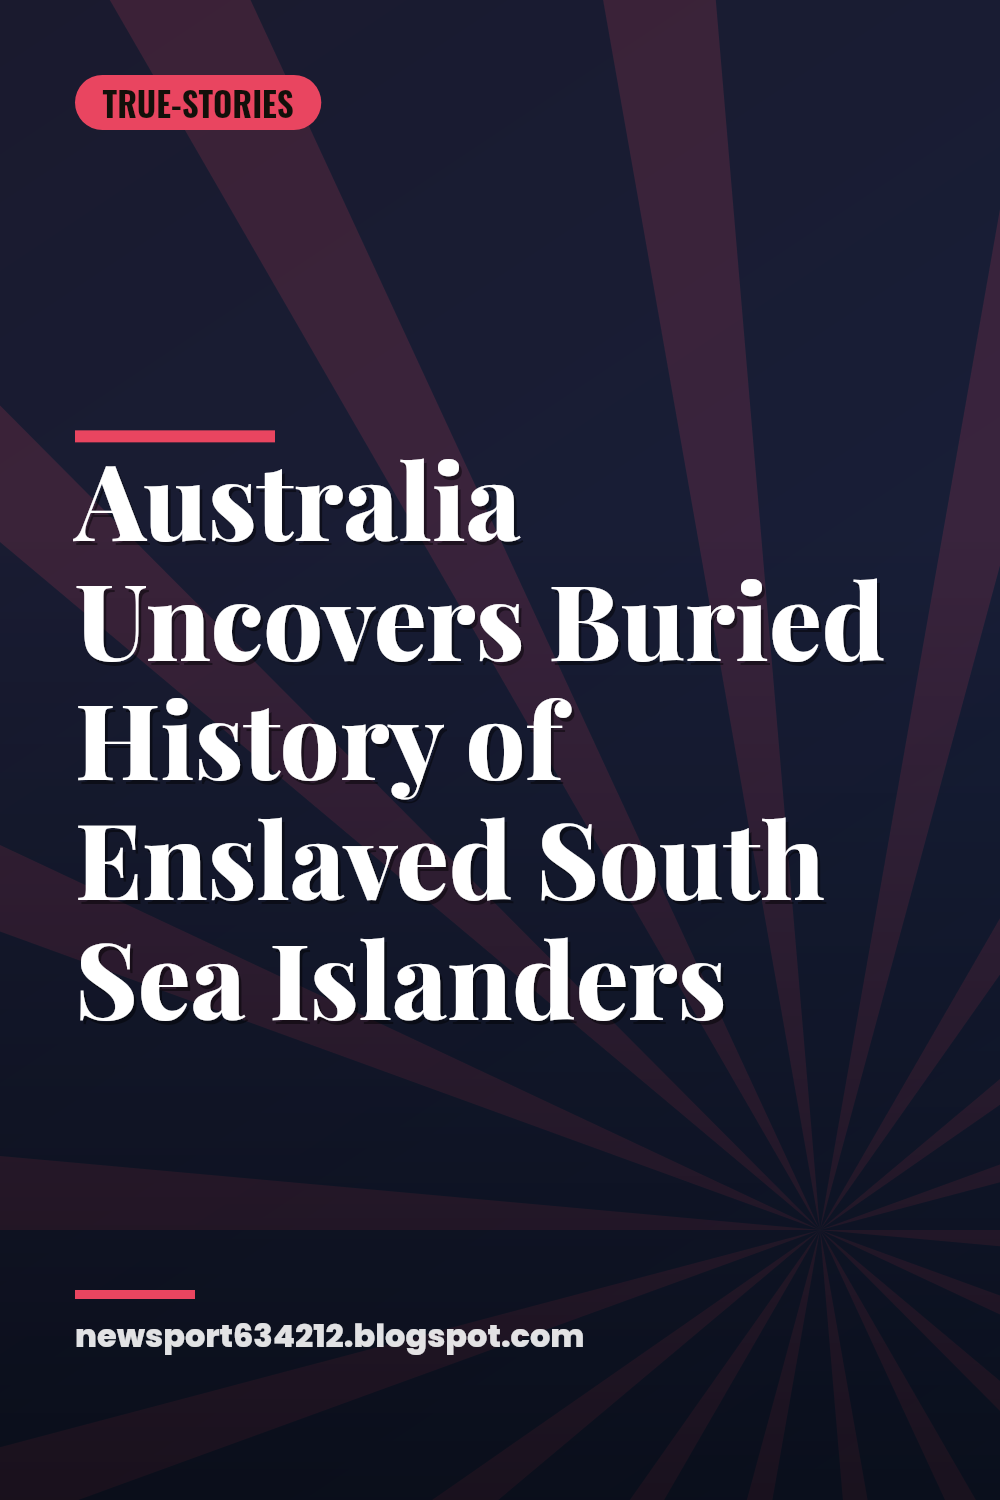 TRUE-STORIES
Australia
Uncovers Buried
History of
Enslaved South
Sea Islanders
newsport634212.blogspot.com